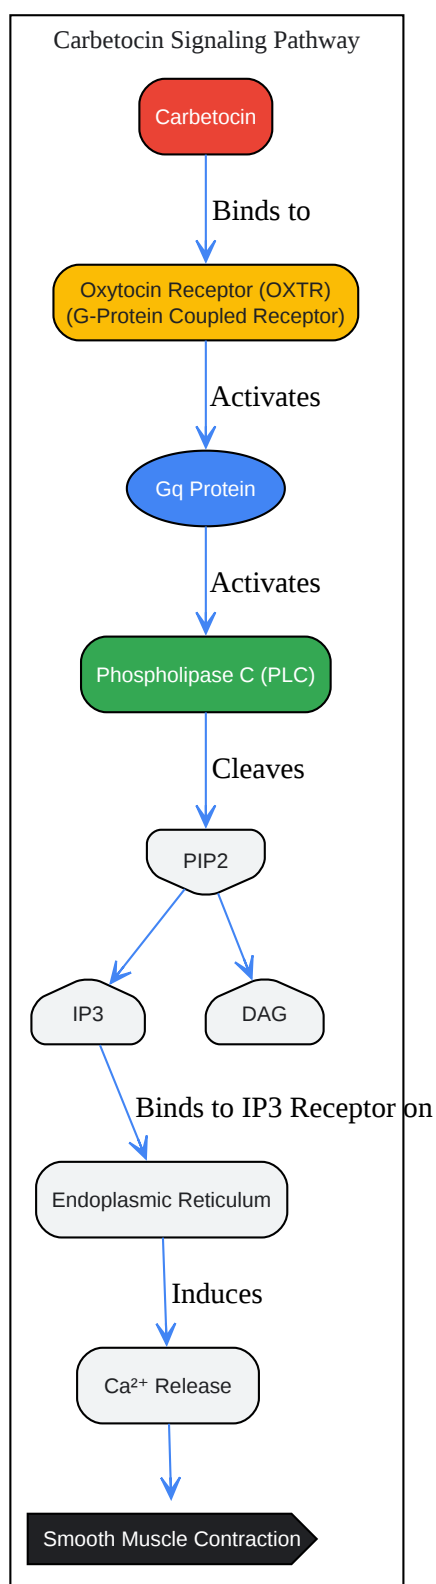 Carbetocin Signaling Pathway
Carbetocin
Binds to
Oxytocin Receptor (OXTR)
(G-Protein Coupled Receptor)
Activates
Gq Protein
Activates
Phospholipase C (PLC)
Cleaves
PIP2
IP3
DAG
Binds to IP3 Receptor on
Endoplasmic Reticulum
Induces
Ca²⁺ Release
Smooth Muscle Contraction